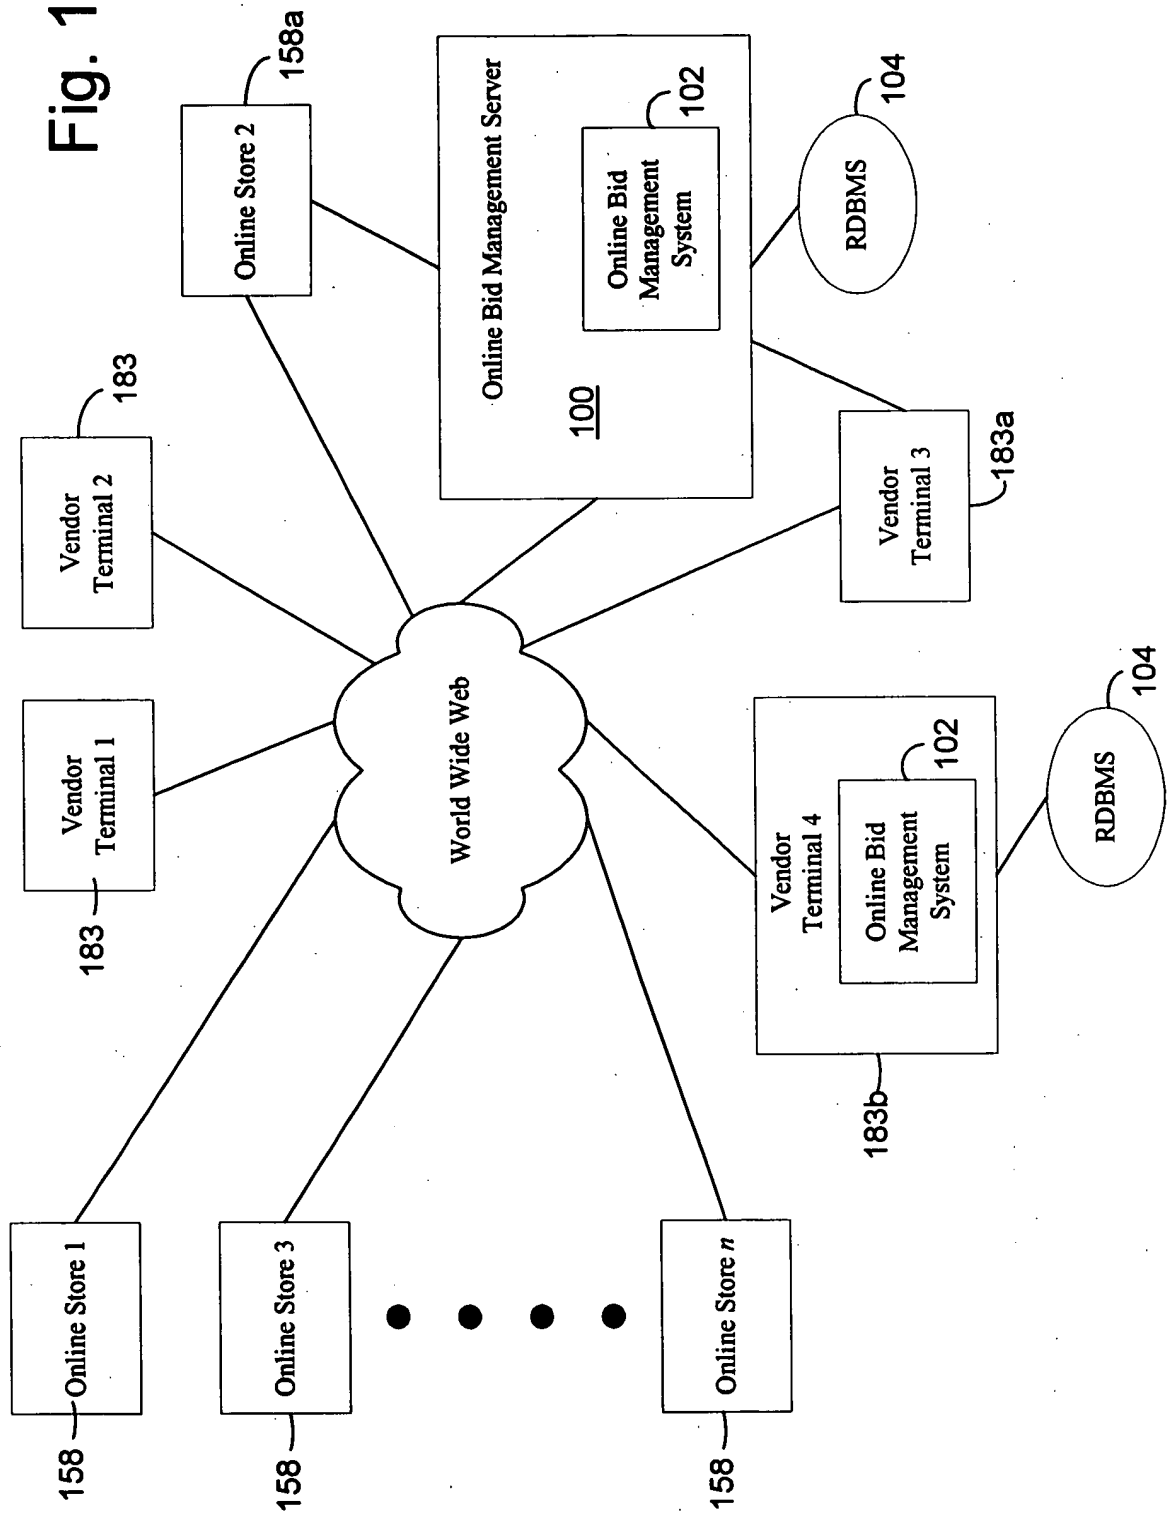 Fig. 1
158
Online Store 1
183
Vendor
Terminal 1
Vendor
Terminal 2
183
Online Store 2
158a
158
Online Store 3
World Wide Web
Online Bid Management Server
100
Online Bid
Management
System
102
158
Online Store n
Vendor
Terminal 4
Online Bid
Management
System
102
183b
Vendor
Terminal 3
183a
RDBMS
104
RDBMS
104